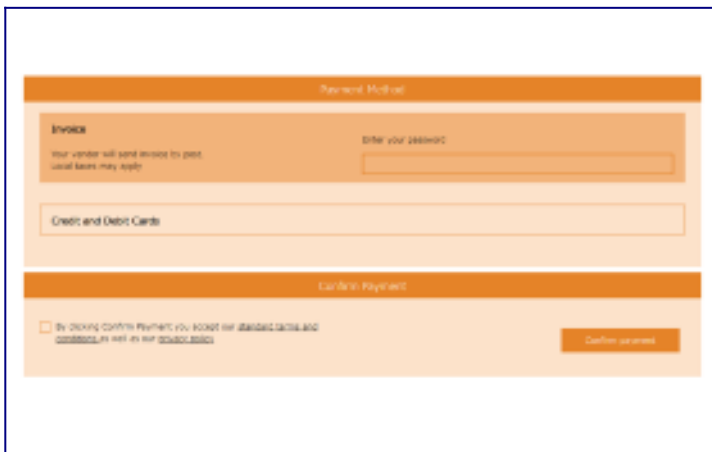 Payment Method
Invoice
Your vendor will send invoice by post.
Local taxes may apply
Enter your password
Credit and Debit Cards
Confirm Payment
By clicking Confirm Payment you accept our standard terms and
conditions as well as our privacy policy
Confirm payment